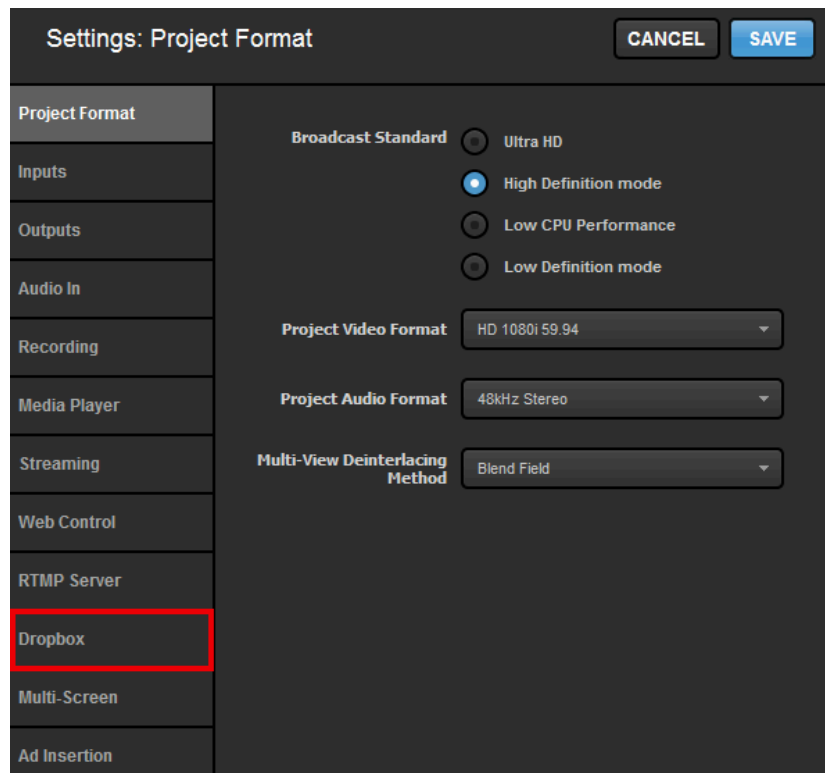 Settings: Project Format
CANCEL
SAVE
Project Format
Inputs
Outputs
Audio In
Recording
Media Player
Streaming
Web Control
RTMP Server
Dropbox
Multi-Screen
Ad Insertion
Broadcast Standard
Ultra HD
High Definition mode
Low CPU Performance
Low Definition mode
Project Video Format
HD 1080i 59.94
Project Audio Format
48kHz Stereo
Multi-View Deinterlacing
Method
Blend Field